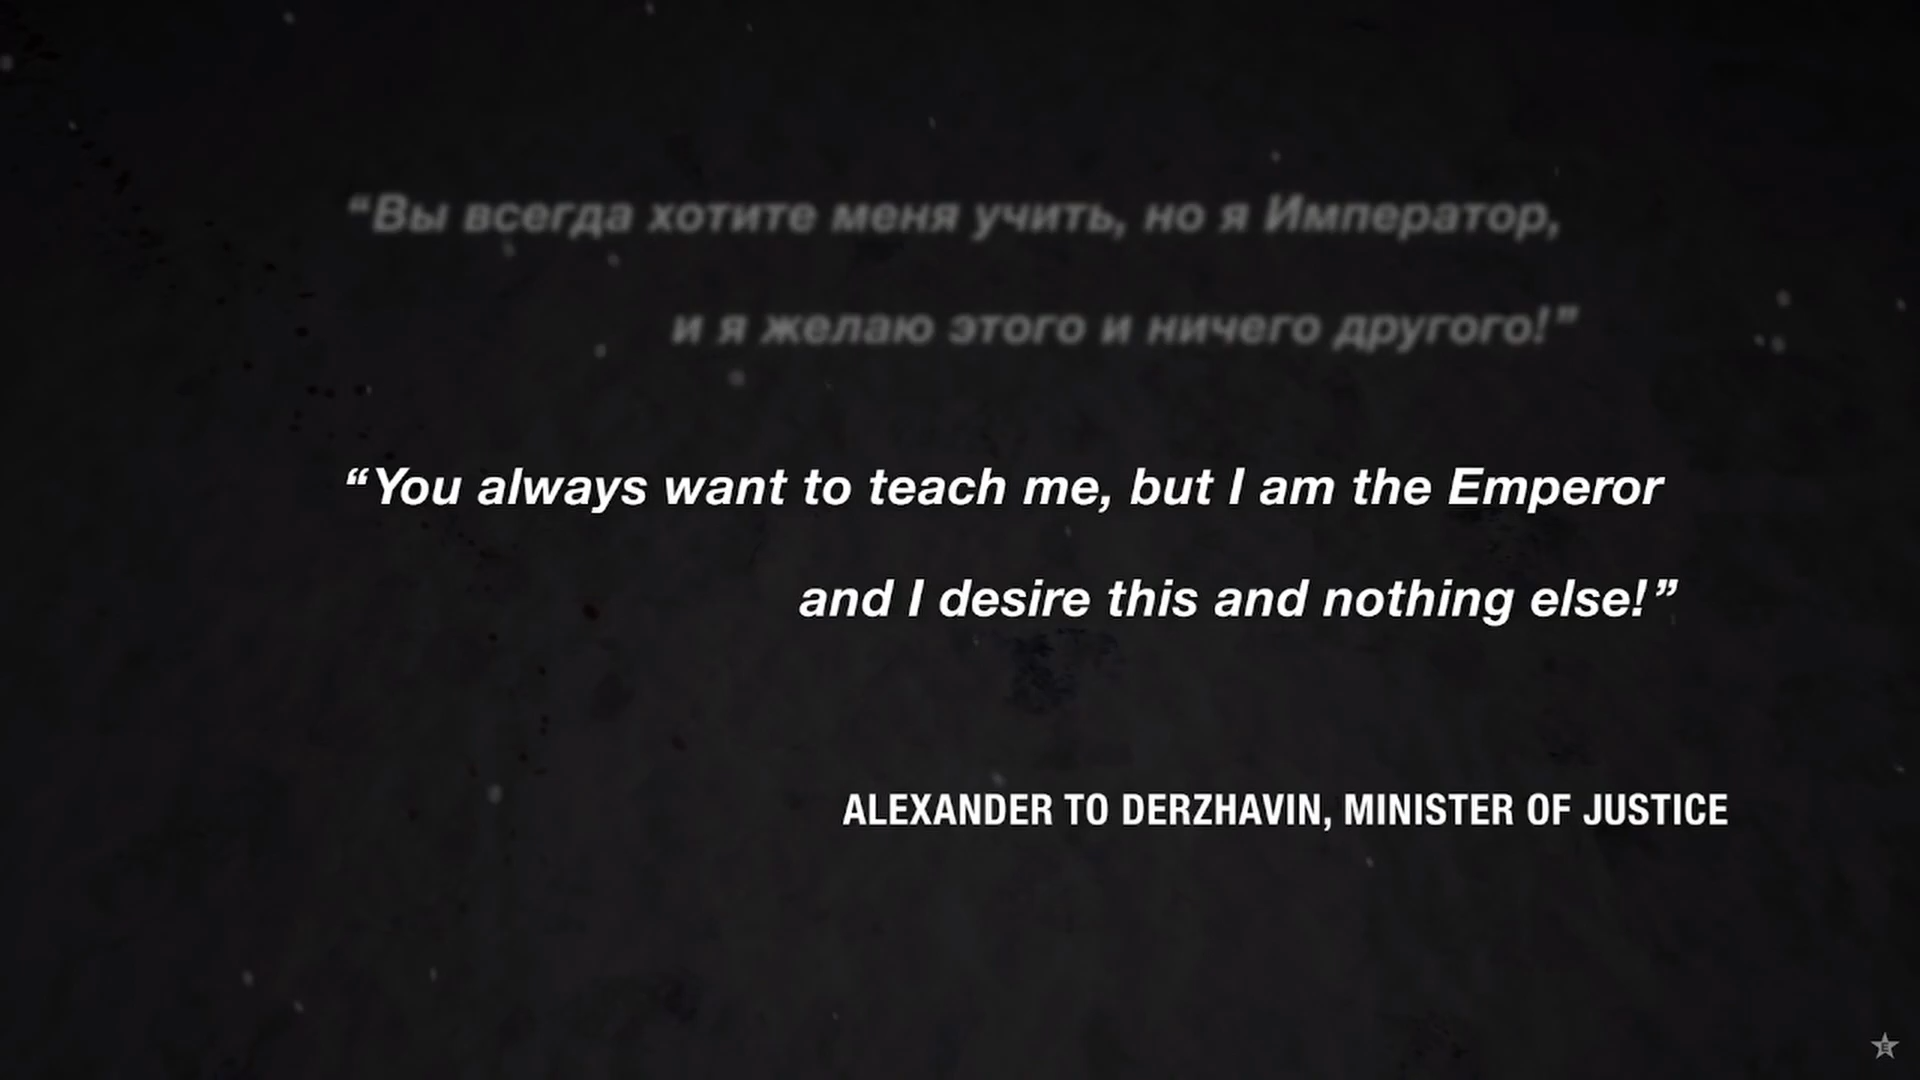 “Вы всегда хотите меня учить, но я Император,
и я желаю этого и ничего другого!”
“You always want to teach me, but I am the Emperor
and I desire this and nothing else!”
ALEXANDER TO DERZHAVIN, MINISTER OF JUSTICE
E